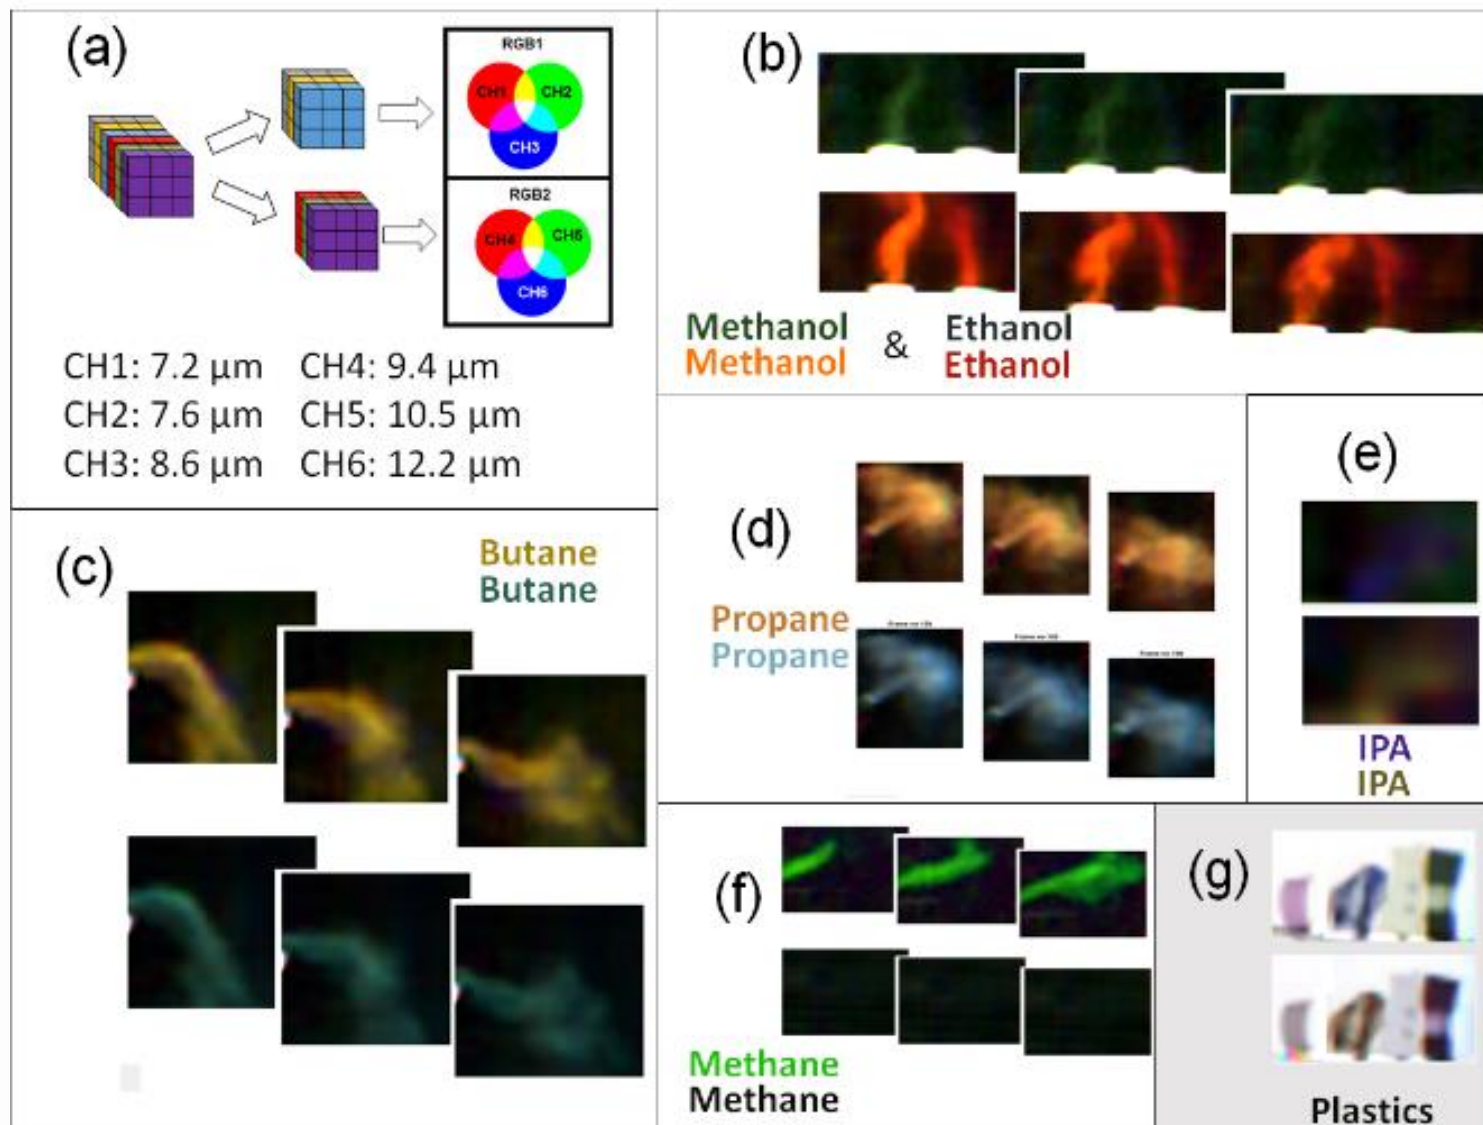 (a)
RGB1
CH1 CH2
CH3
RGB2
CH4 CH5
CH6
CH1: 7.2 µm CH4: 9.4 µm
CH2: 7.6 µm CH5: 10.5 µm
CH3: 8.6 µm CH6: 12.2 µm
(b)
Methanol & Ethanol
Methanol Ethanol
(c)
Butane
Butane
(d)
Propane
Propane
(e)
IPA
IPA
(f)
Methane
Methane
(g)
Plastics